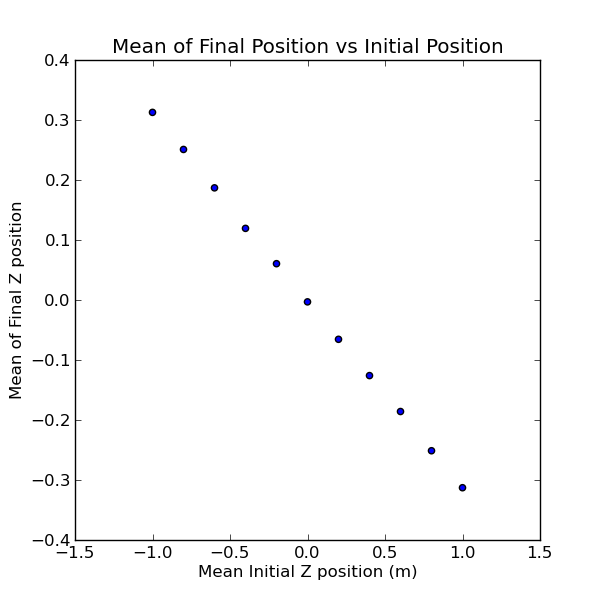 Mean of Final Position vs Initial Position
0.4
0.3
0.2
0.1
0.0
−0.1
−0.2
−0.3
−0.4
Mean of Final Z position
−1.5 −1.0 −0.5 0.0 0.5 1.0 1.5
Mean Initial Z position (m)